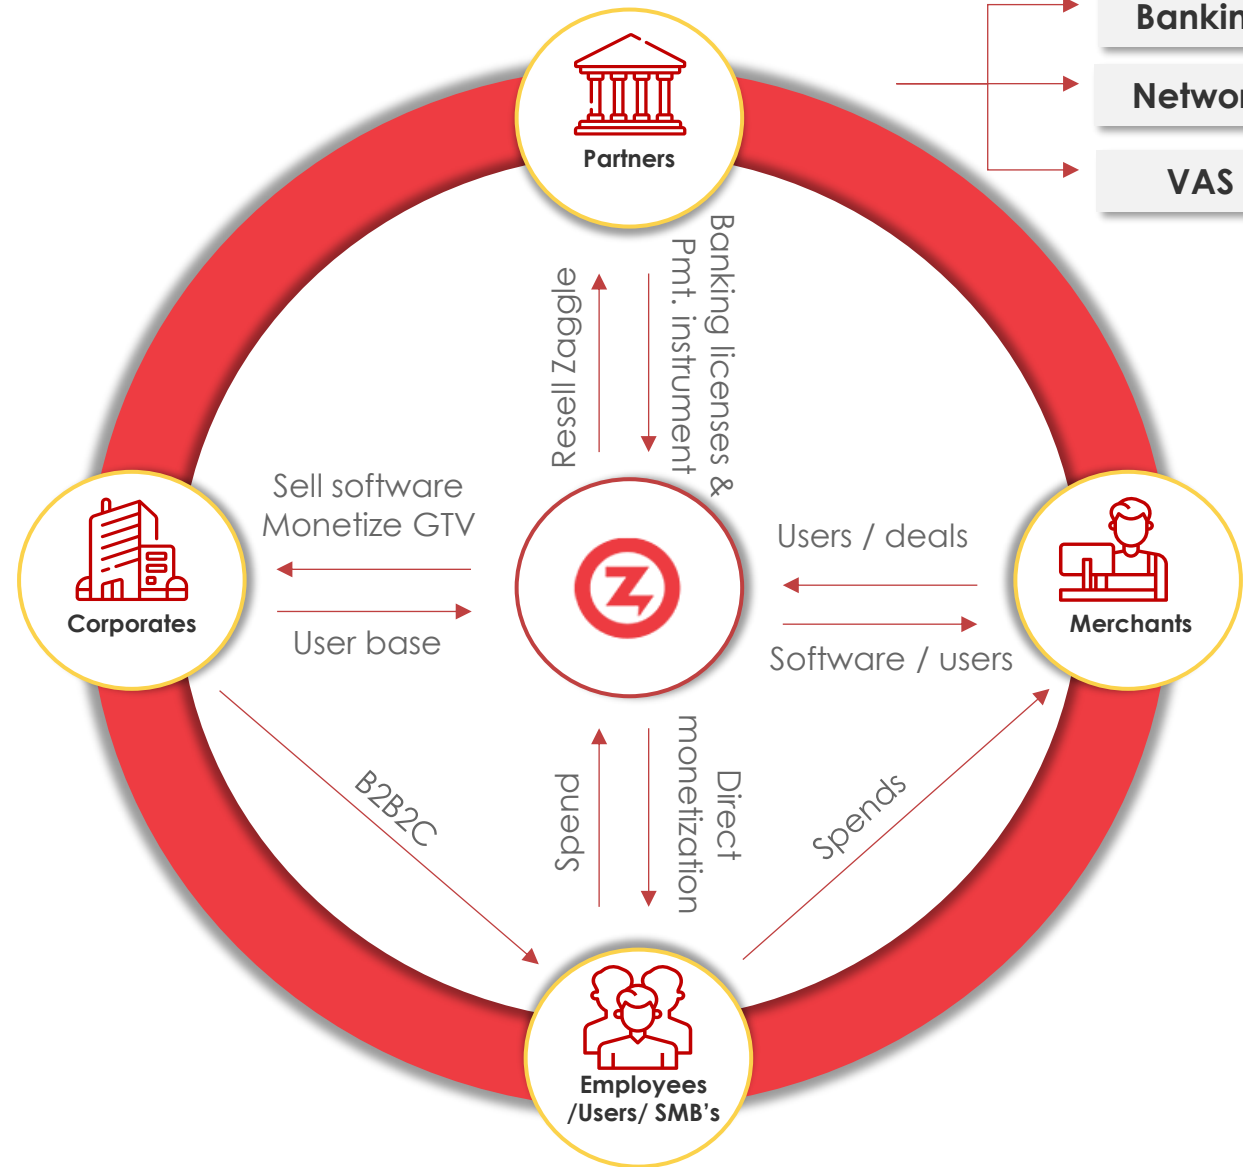 Partners
VAS
Resell Zaggle
Banking licenses &
Pmt. instrument
Sell software
Monetize GTV
User base
Corporates
Z
Users / deals
Software / users
Merchants
B2B2C
Spend
Direct
monetization
Spends
Employees
/Users/ SMB's